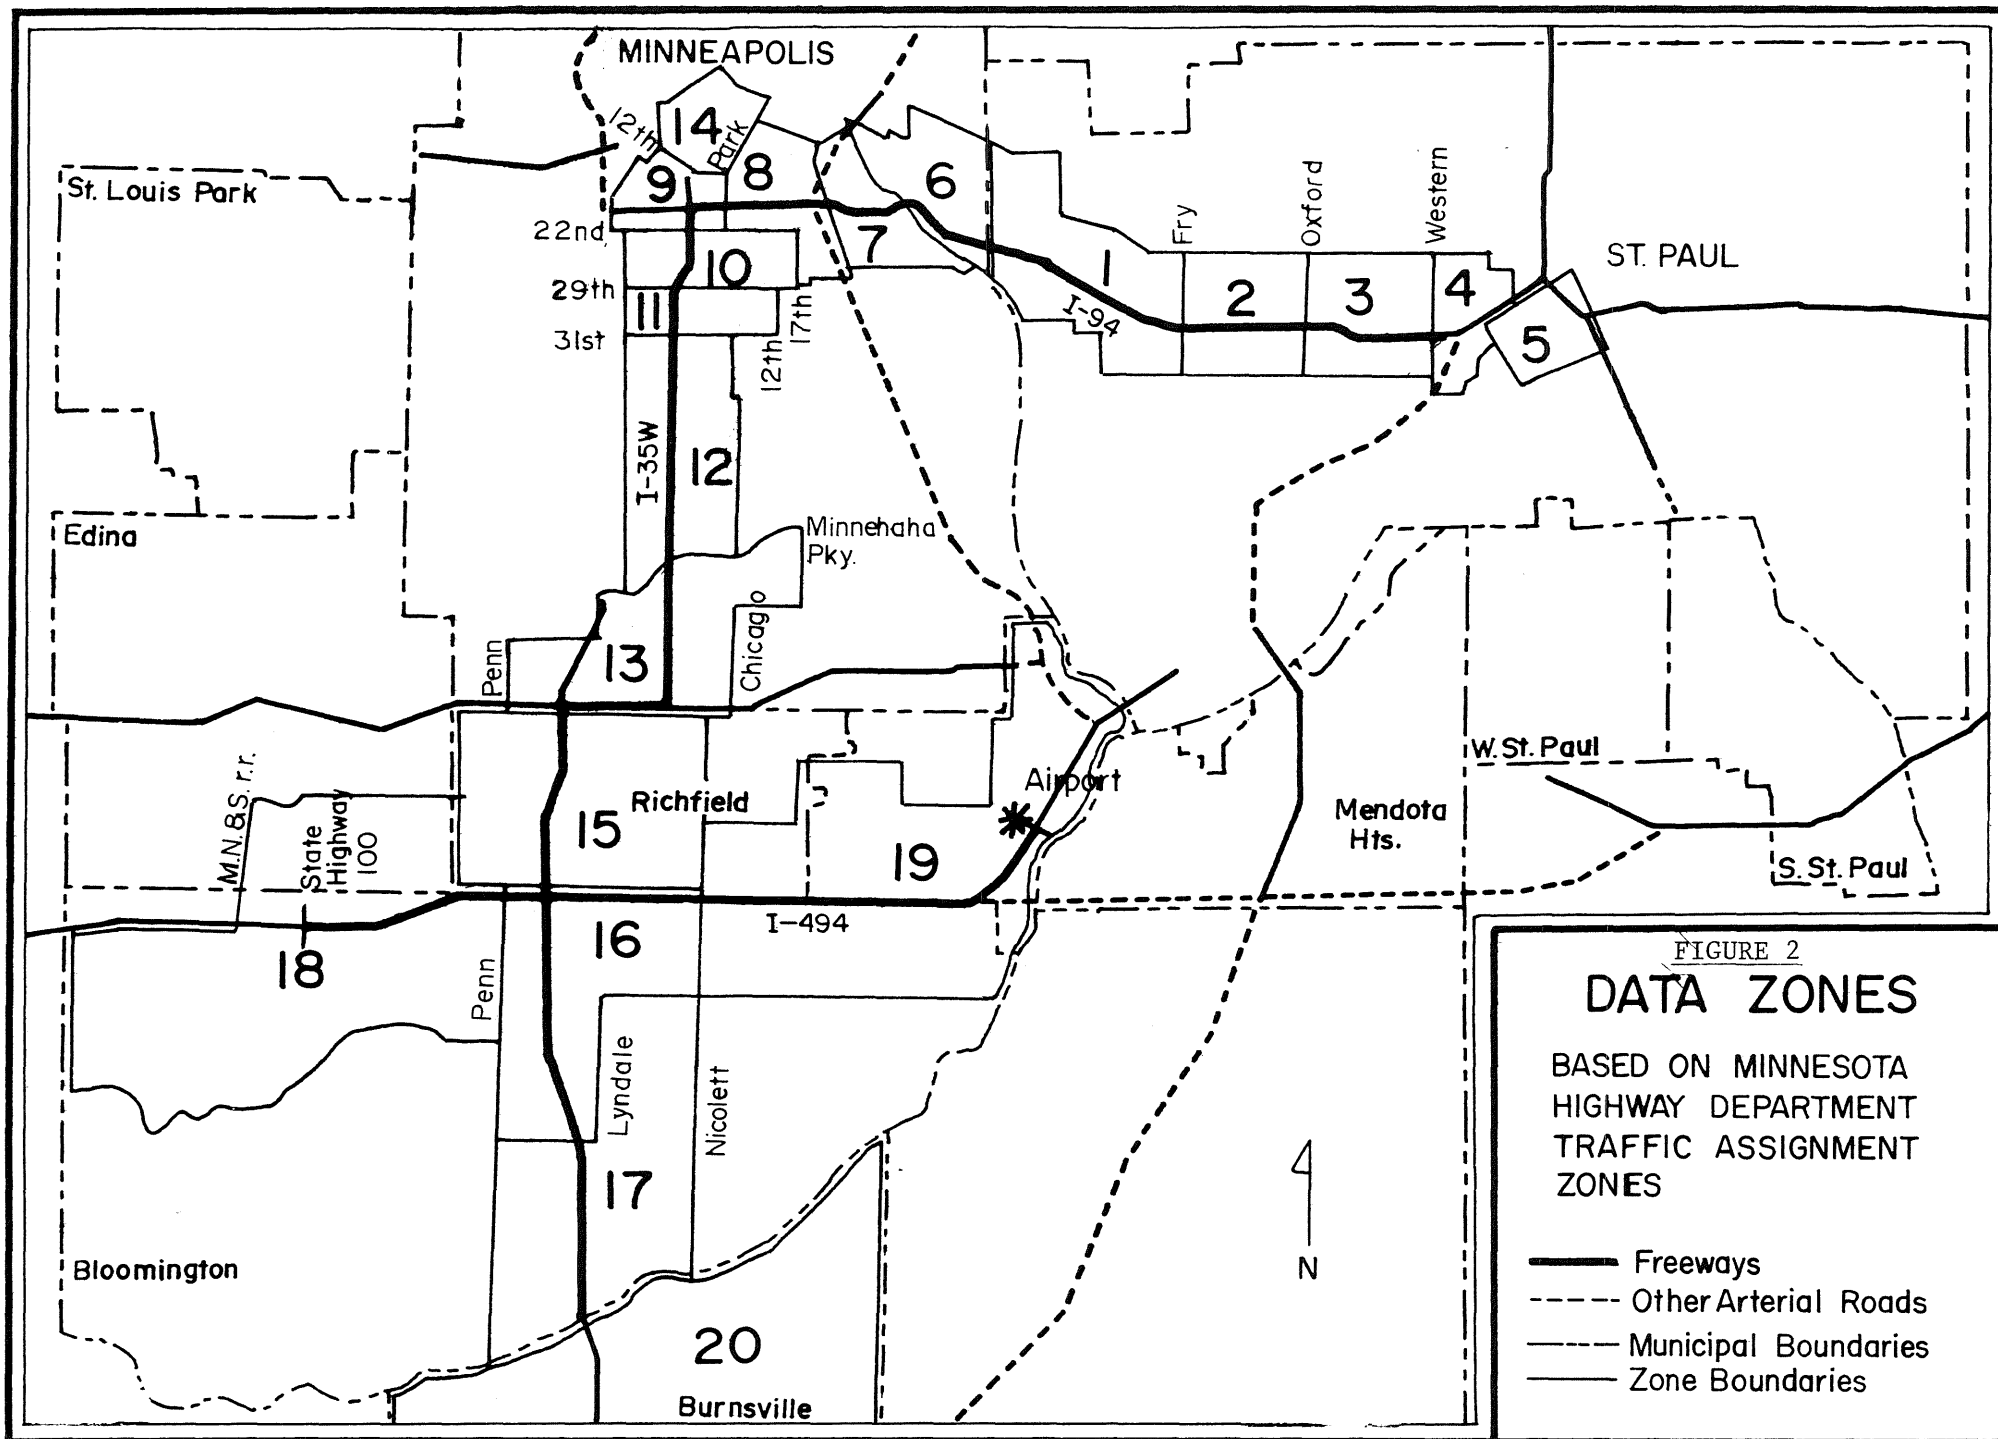 MINNEAPOLIS
14
12th
Park
9
8
6
St. Louis Park
22nd
7
10
29th
11
31st
17th
12th
Fry
Oxford
Western
ST. PAUL
1
2
3
4
5
I-94
I-35W
12
Minnehaha
Pky.
Edina
13
Penn
Chicago
M.N.&S. r.r.
State
Highway
100
15
Richfield
Airport
19
W. St. Paul
Mendota
Hts.
S. St. Paul
I-494
16
18
Penn
Lyndale
Nicolett
17
Bloomington
20
Burnsville
N
FIGURE 2
DATA ZONES
BASED ON MINNESOTA
HIGHWAY DEPARTMENT
TRAFFIC ASSIGNMENT
ZONES
Freeways
Other Arterial Roads
Municipal Boundaries
Zone Boundaries